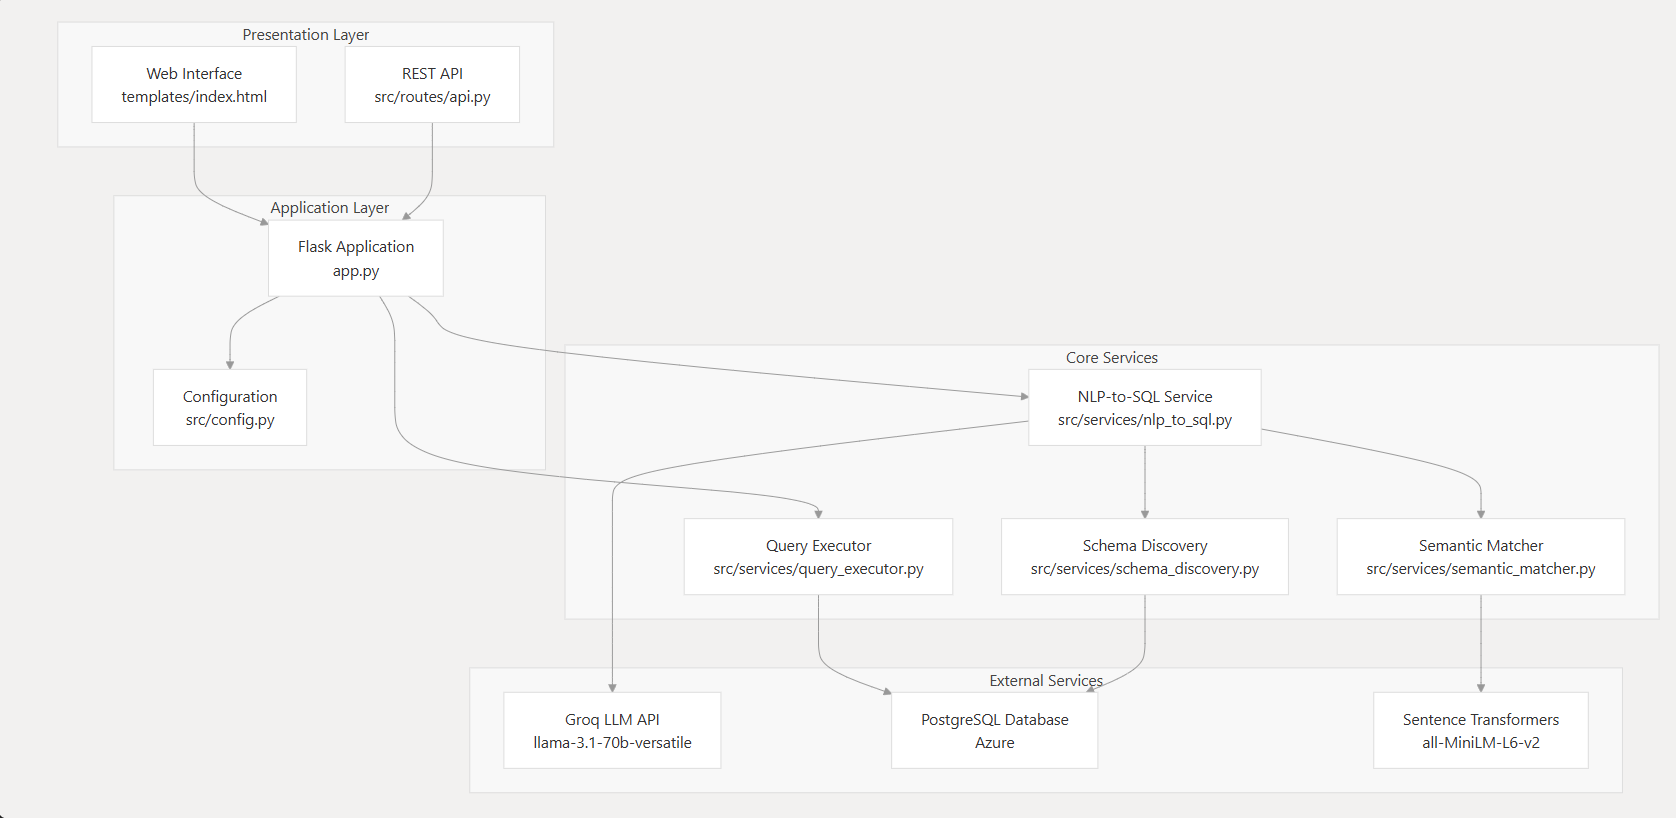 Presentation Layer
Web Interface
templates/index.html
REST API
src/routes/api.py
Application Layer
Flask Application
app.py
Configuration
src/config.py
Core Services
NLP-to-SQL Service
src/services/nlp_to_sql.py
Query Executor
src/services/query_executor.py
Schema Discovery
src/services/schema_discovery.py
Semantic Matcher
src/services/semantic_matcher.py
External Services
Groq LLM API
llama-3.1-70b-versatile
PostgreSQL Database
Azure
Sentence Transformers
all-MiniLM-L6-v2